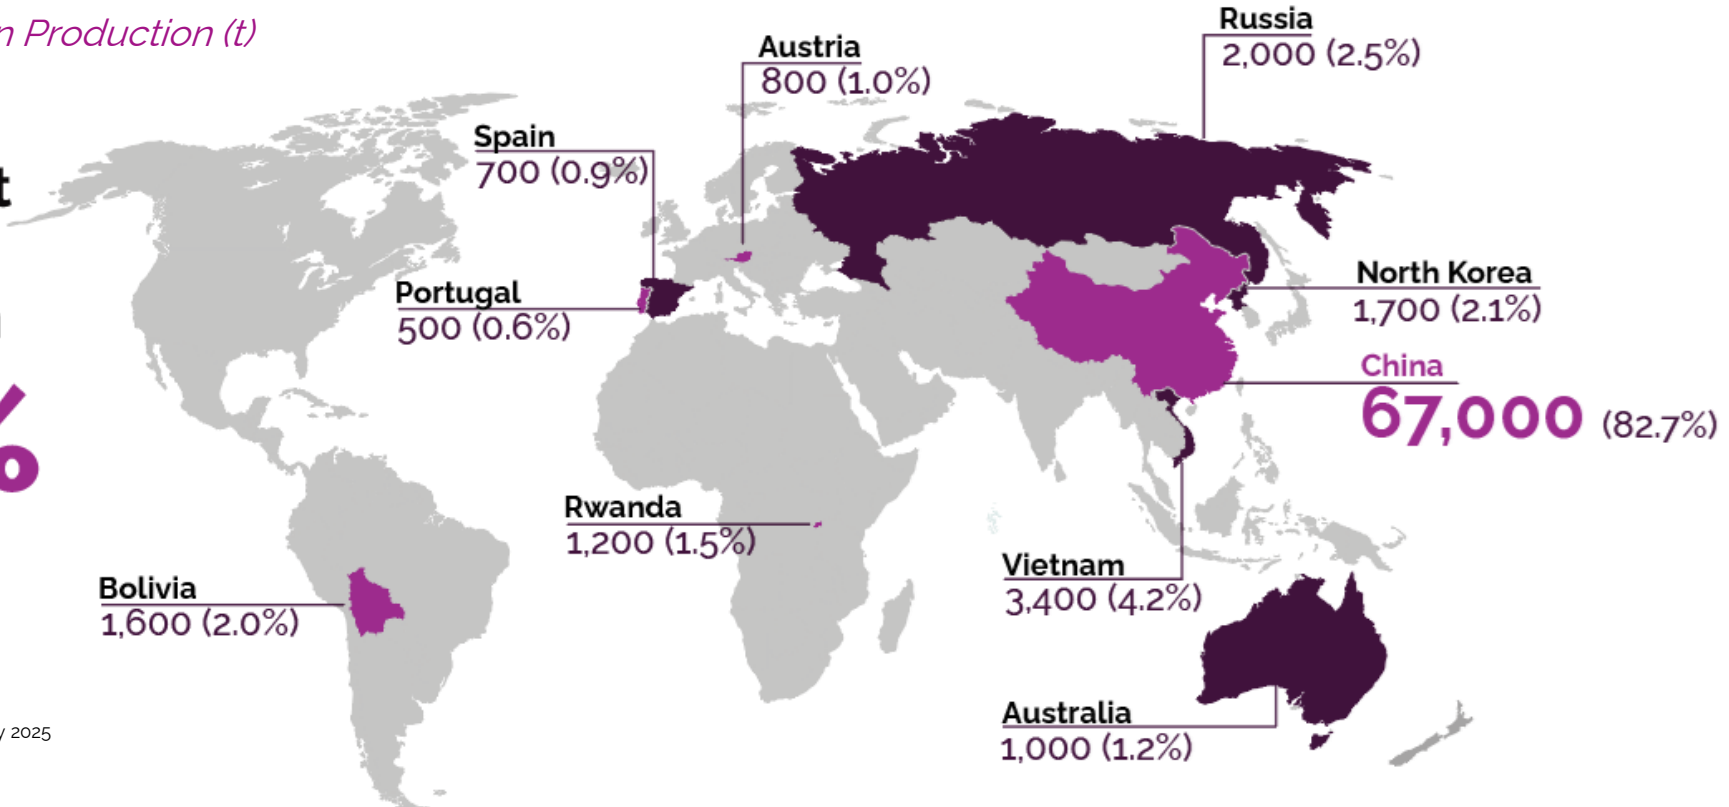 Production (t)
Russia
2,000 (2.5%)
Austria
800 (1.0%)
Spain
700 (0.9%)
Portugal
500 (0.6%)
North Korea
1,700 (2.1%)
China
67,000 (82.7%)
%
Rwanda
1,200 (1.5%)
Vietnam
3,400 (4.2%)
Bolivia
1,600 (2.0%)
Australia
1,000 (1.2%)
2025